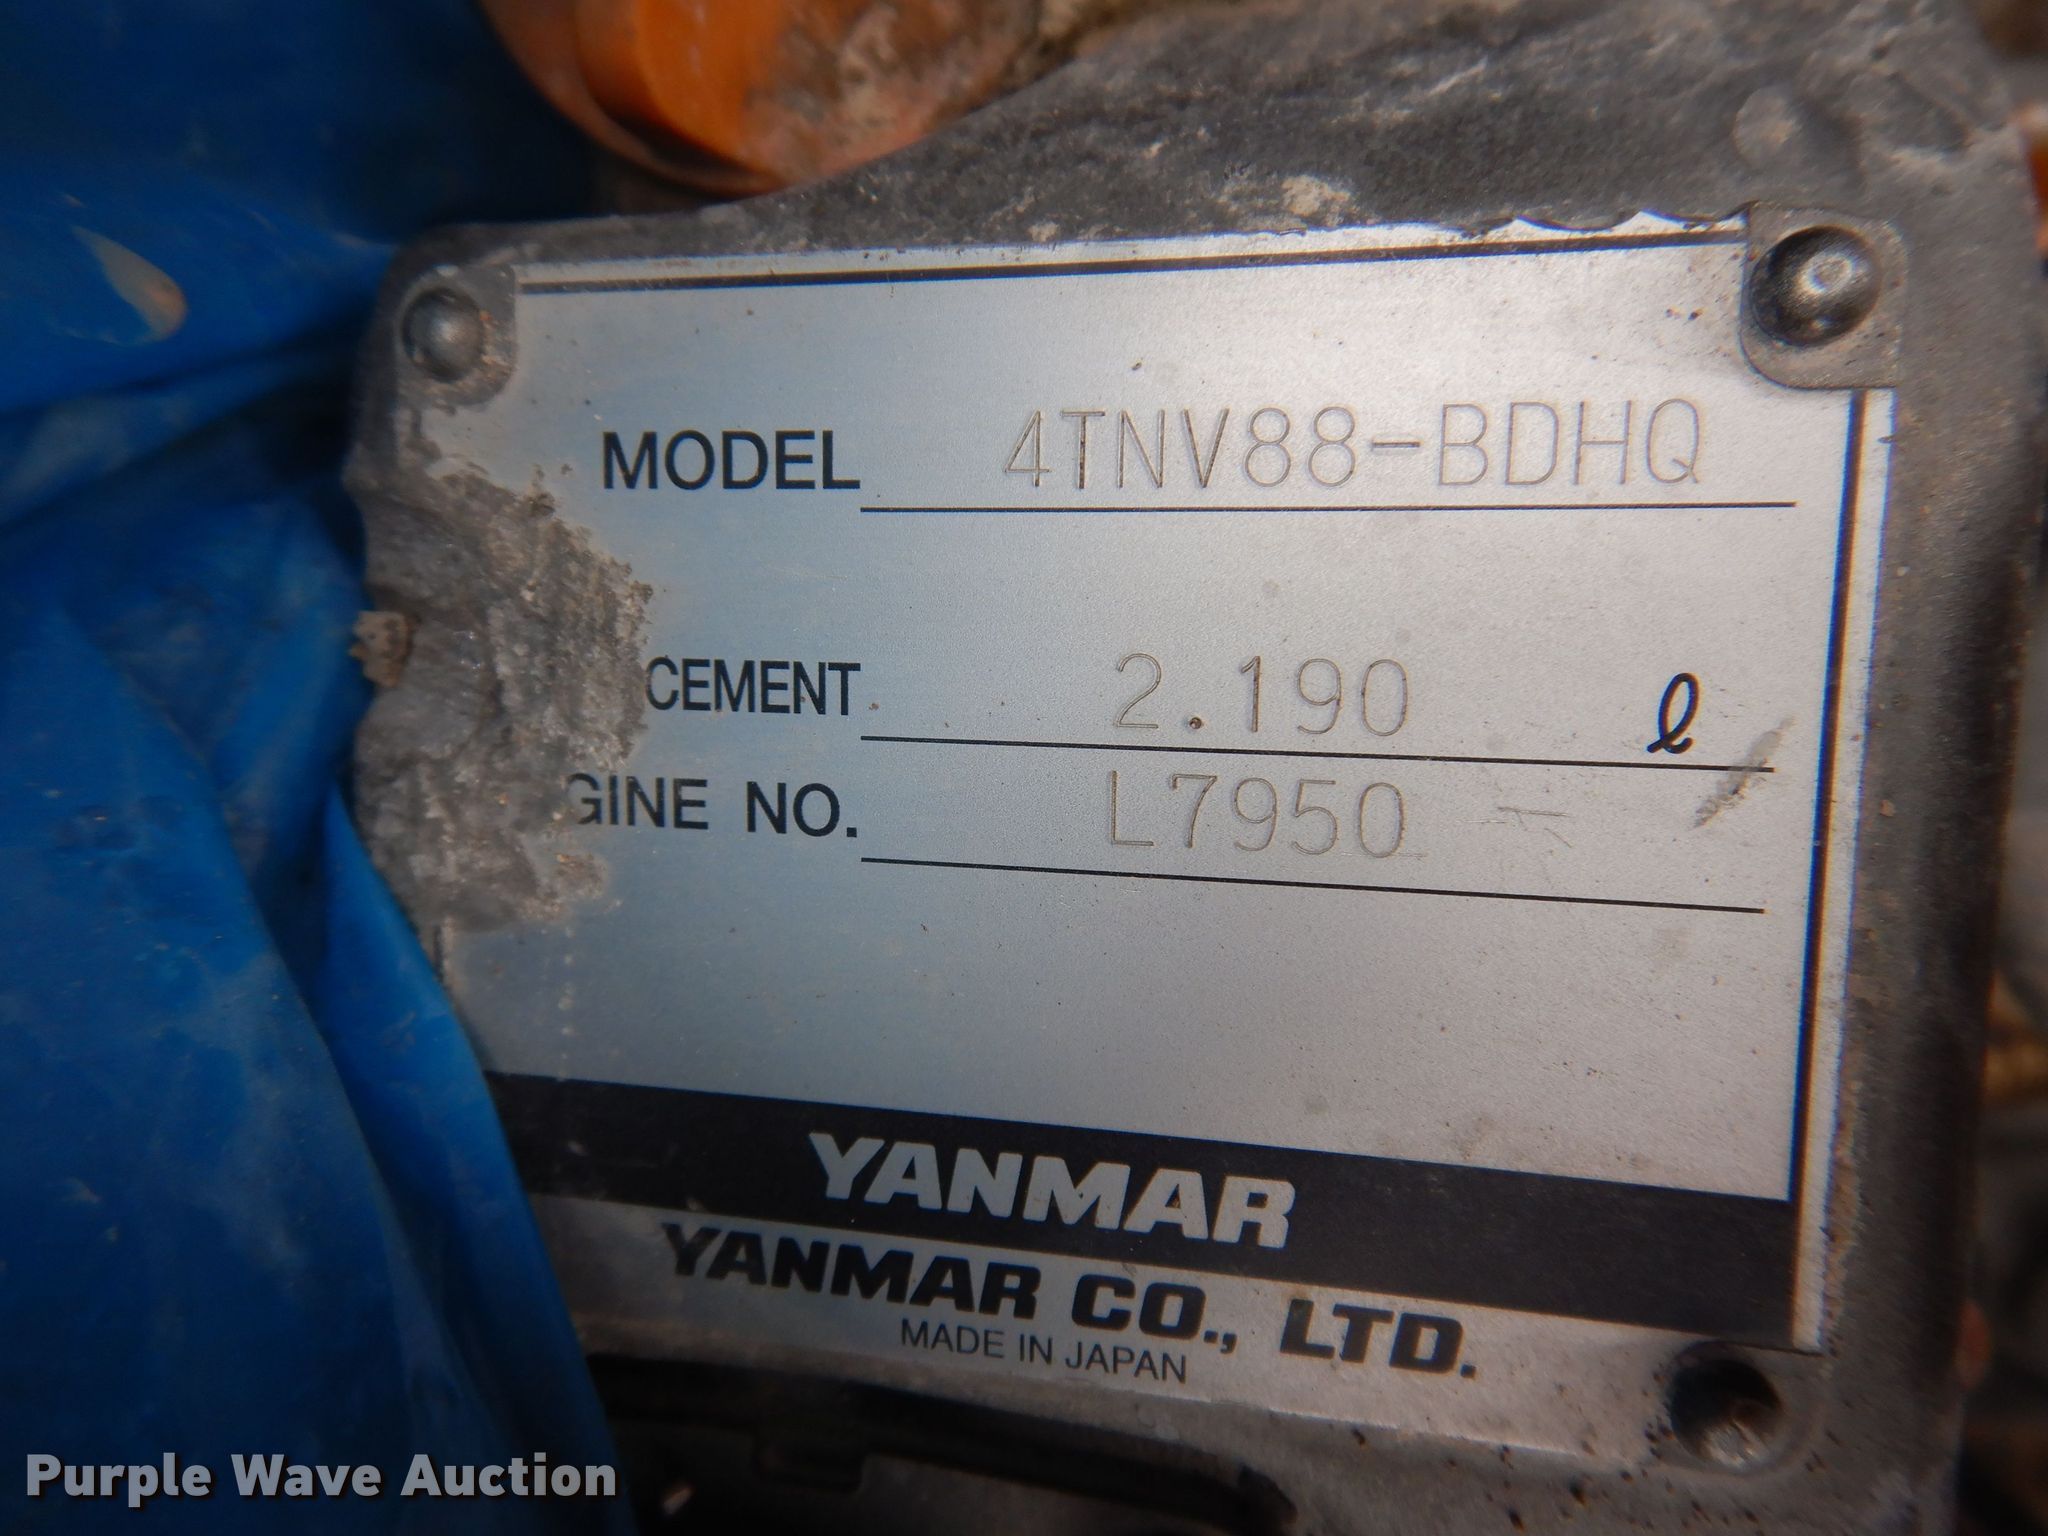 MODEL 4TNV88-BDHQ
CEMENT 2.190 ℓ
GINE NO. L7950
YANMAR
YANMAR CO., LTD.
MADE IN JAPAN
Purple Wave Auction